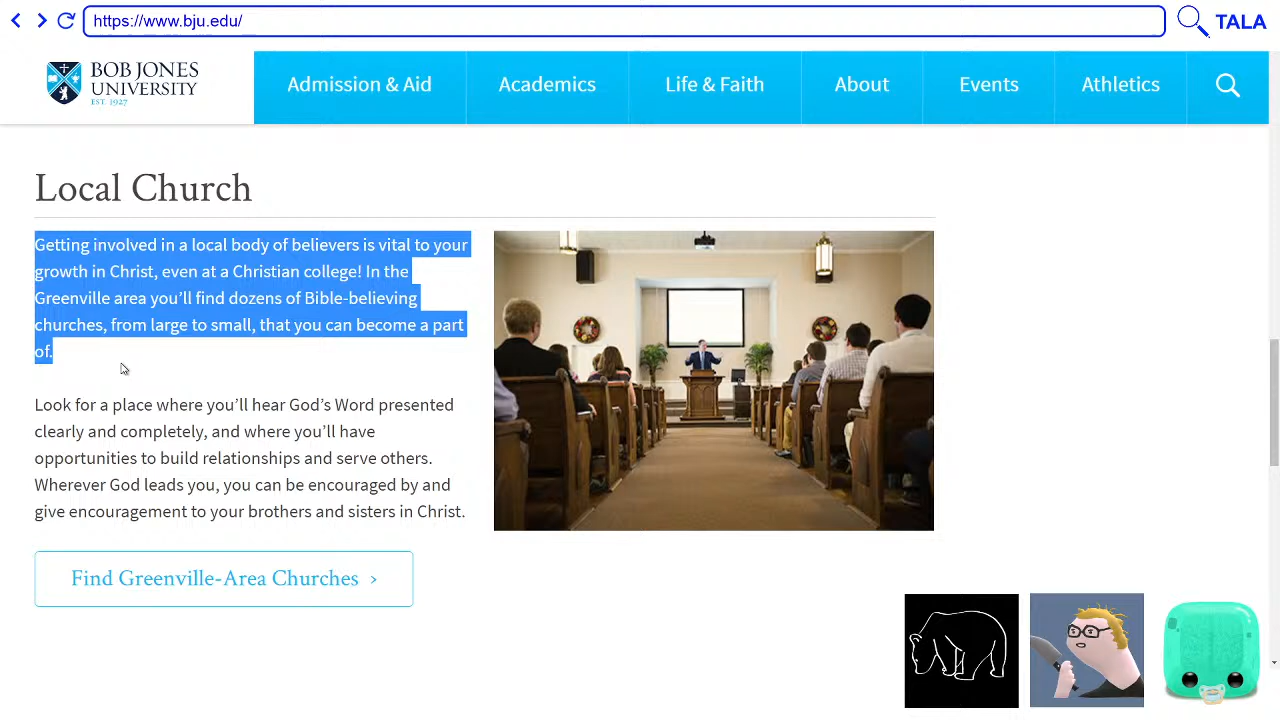 https://www.bju.edu/
TALA
BOB JONES
UNIVERSITY
EST. 1927
Admission & Aid
Academics
Life & Faith
About
Events
Athletics
Local Church
Getting involved in a local body of believers is vital to your
growth in Christ, even at a Christian college! In the
Greenville area you’ll find dozens of Bible-believing
churches, from large to small, that you can become a part
of.
Look for a place where you’ll hear God’s Word presented
clearly and completely, and where you’ll have
opportunities to build relationships and serve others.
Wherever God leads you, you can be encouraged by and
give encouragement to your brothers and sisters in Christ.
Find Greenville-Area Churches ›